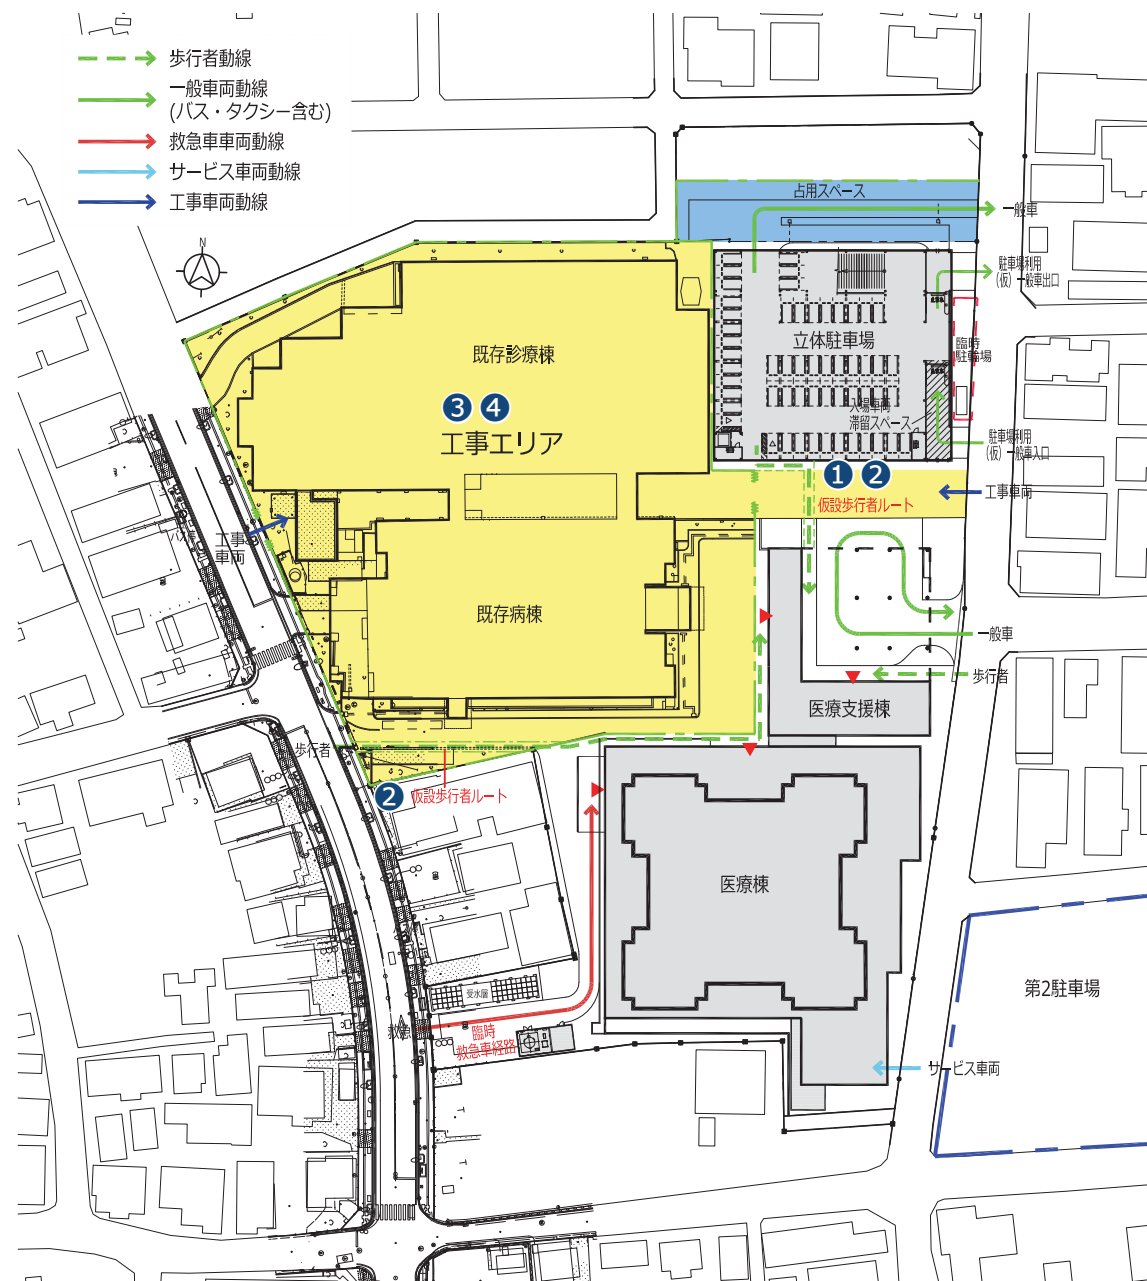 歩行者動線
一般車両動線
(バス・タクシー含む)
救急車車両動線
サービス車両動線
工事車両動線
N
占用スペース
一般車
駐車場利用
(仮) 一般車出口
立体駐車場
臨時
駐輪場
既存診療棟
3 4
工事エリア
入場車両
滞留スペース
駐車場利用
(仮) 一般車入口
1 2
工事車両
仮設歩行者ルート
工事
車両
既存病棟
一般車
歩行者
医療支援棟
歩行者
2
仮設歩行者ルート
医療棟
第2駐車場
受水層
救急
臨時
救急車経路
サービス車両